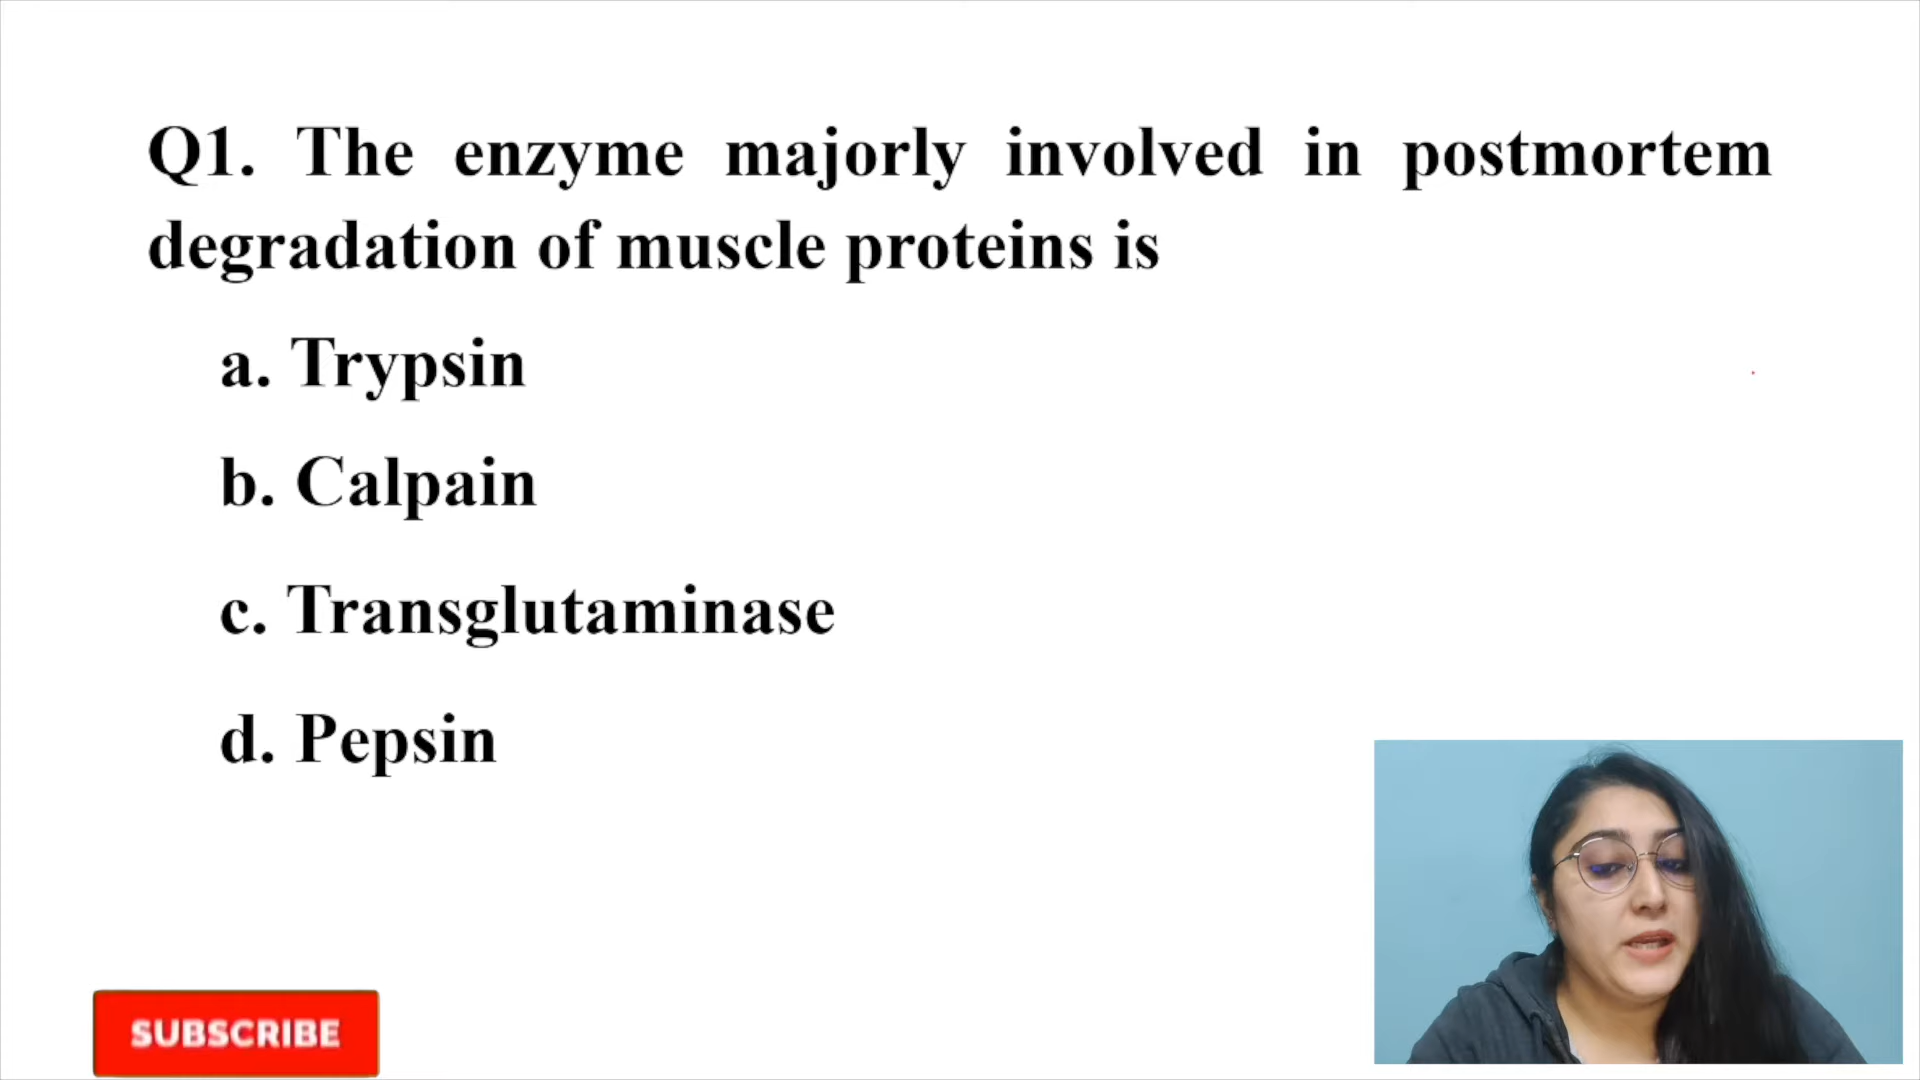 Q1. The enzyme majorly involved in postmortem
degradation of muscle proteins is
a. Trypsin
b. Calpain
c. Transglutaminase
d. Pepsin
SUBSCRIBE